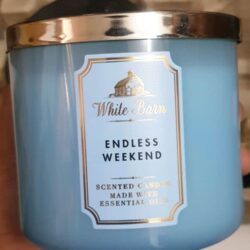 White Barn
ENDLESS
WEEKEND
SCENTED CANDLE
MADE WITH
ESSENTIAL OILS